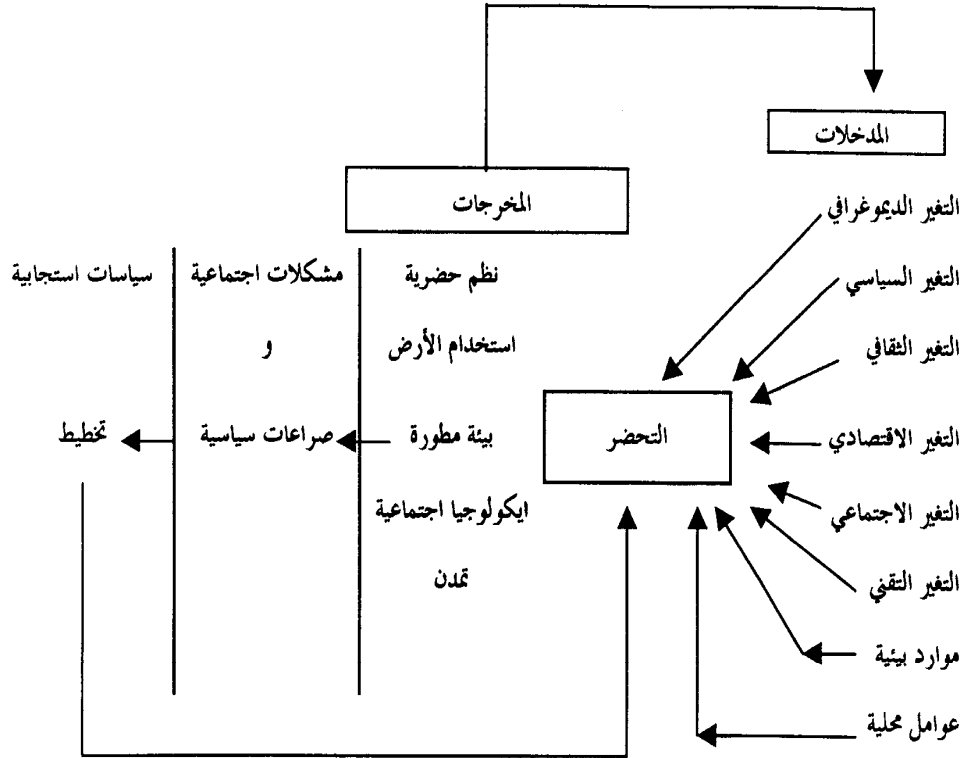 المدخلات
التغير الديموغرافي
التغير السياسي
التغير الثقافي
التغير الاقتصادي
التغير الاجتماعي
التغير التقني
موارد بيئية
عوامل محلية
التحضر
المخرجات
نظم حضرية
استخدام الأرض
بيئة مطورة
ايكولوجيا اجتماعية
تمدن
مشكلات اجتماعية
و
صراعات سياسية
سياسات استجابية
تخطيط